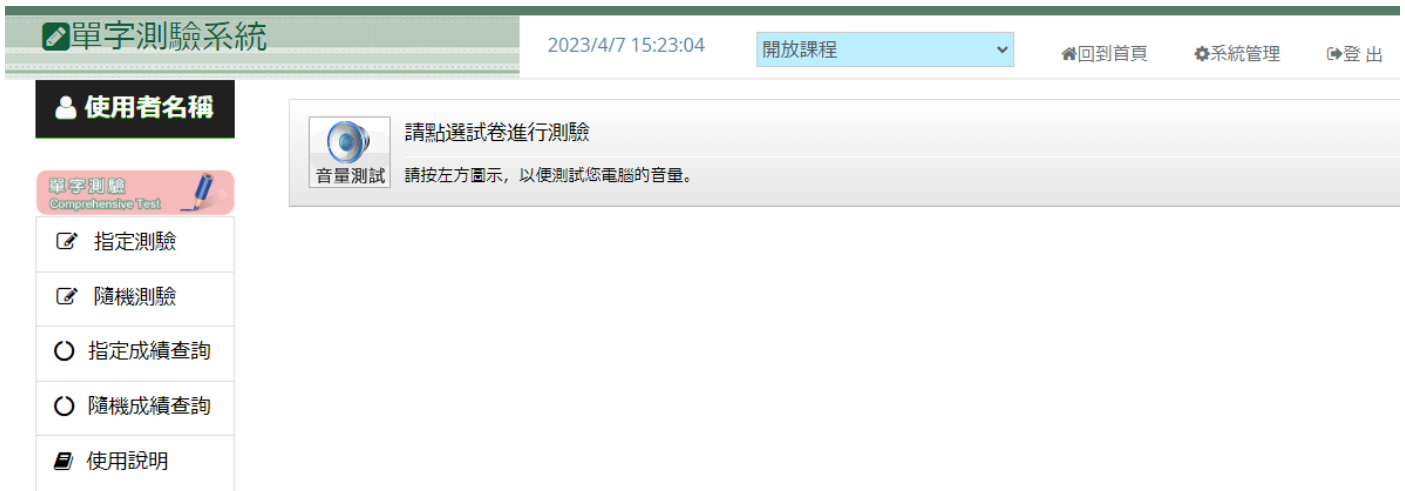 單字測驗系統
2023/4/7 15:23:04
開放課程
回到首頁
系統管理
登 出
使用者名稱
單字測驗
Comprehensive Test
指定測驗
隨機測驗
指定成績查詢
隨機成績查詢
使用說明
請點選試卷進行測驗
音量測試
請按左方圖示，以便測試您電腦的音量。